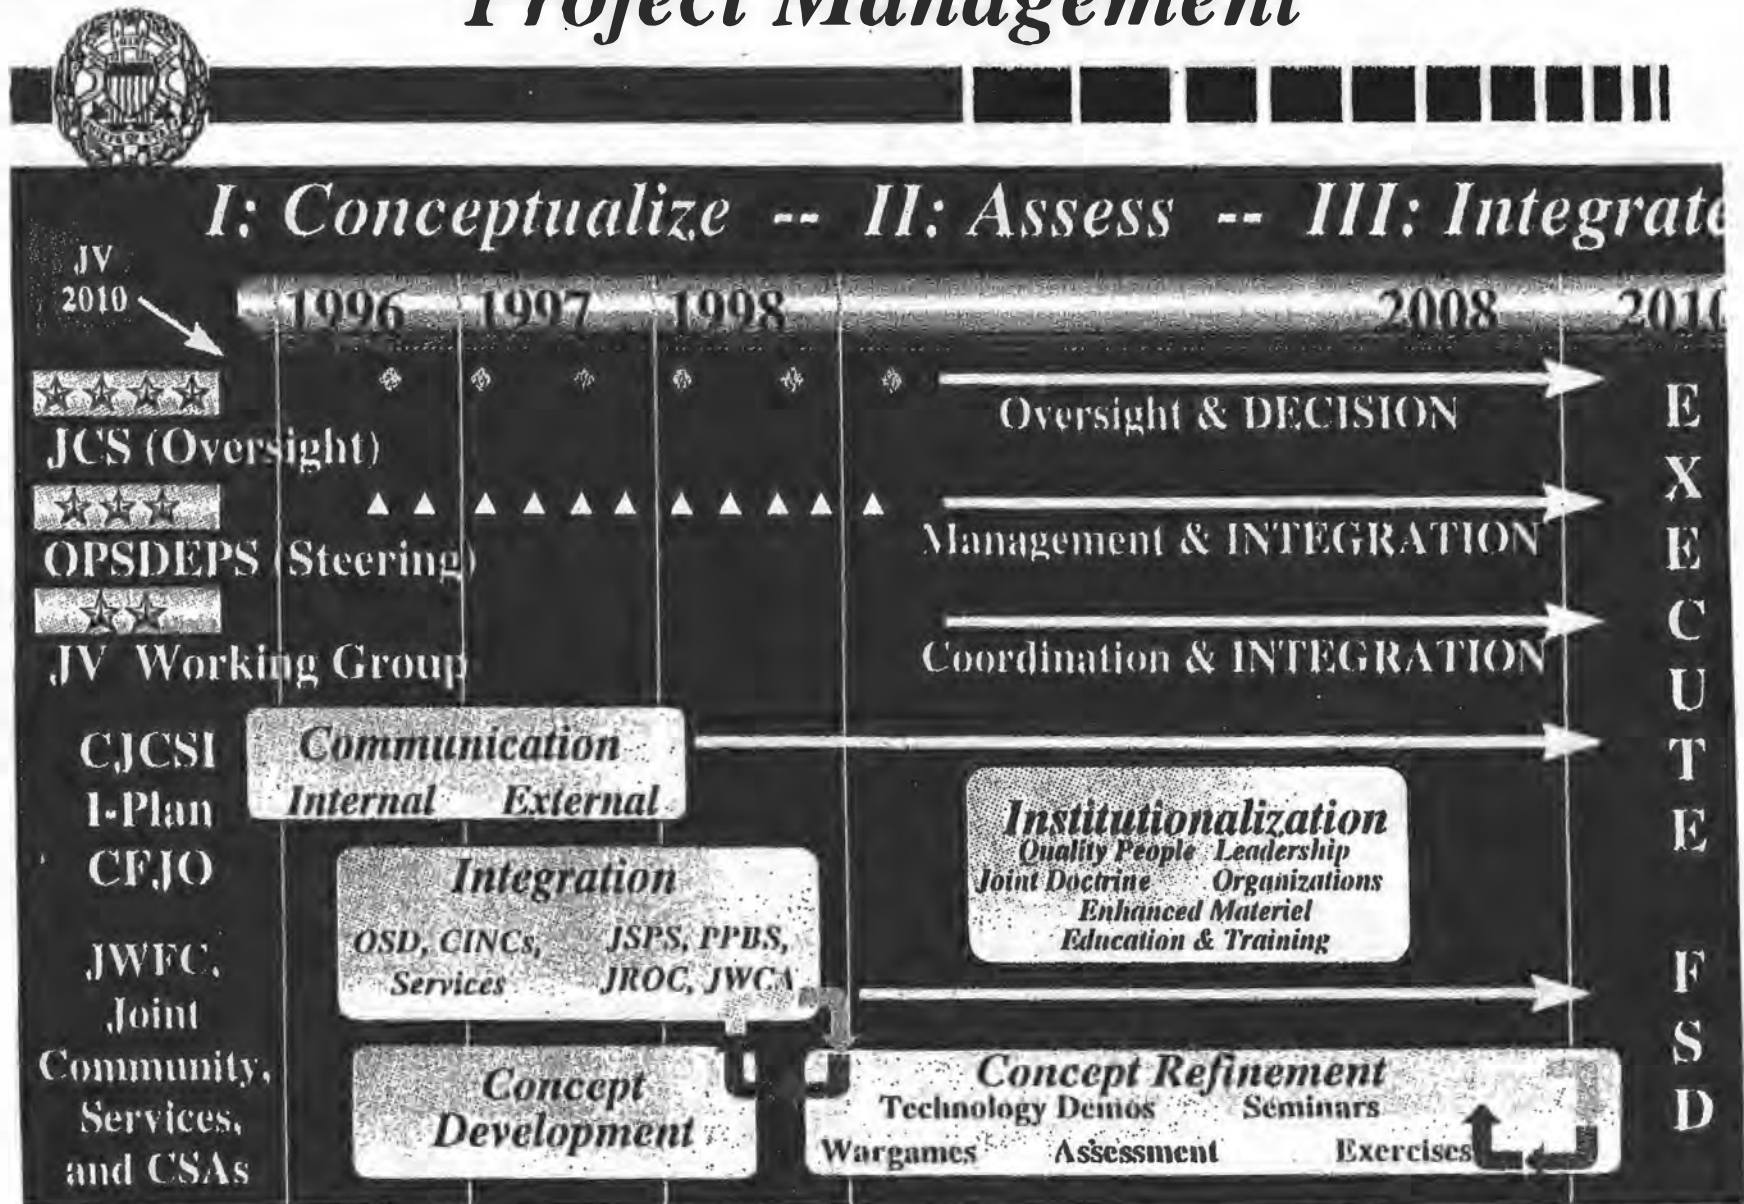 Project Management
I: Conceptualize -- II: Assess -- III: Integrate
JV
2010
1996 1997 1998 2008 2010
JCS (Oversight)
Oversight & DECISION
OPSDEPS (Steering)
Management & INTEGRATION
JV Working Group
Coordination & INTEGRATION
CJCSI
I-Plan
CFJO
Communication
Internal External
Institutionalization
Quality People Leadership
Joint Doctrine Organizations
Enhanced Materiel
Education & Training
Integration
OSD, CINCs, JSPS, PPBS,
Services JROC, JWCA
JWFC,
Joint
Community,
Services,
and CSAs
Concept
Development
Concept Refinement
Technology Demos Seminars
Wargames Assessment Exercises
E
X
E
C
U
T
E
F
S
D